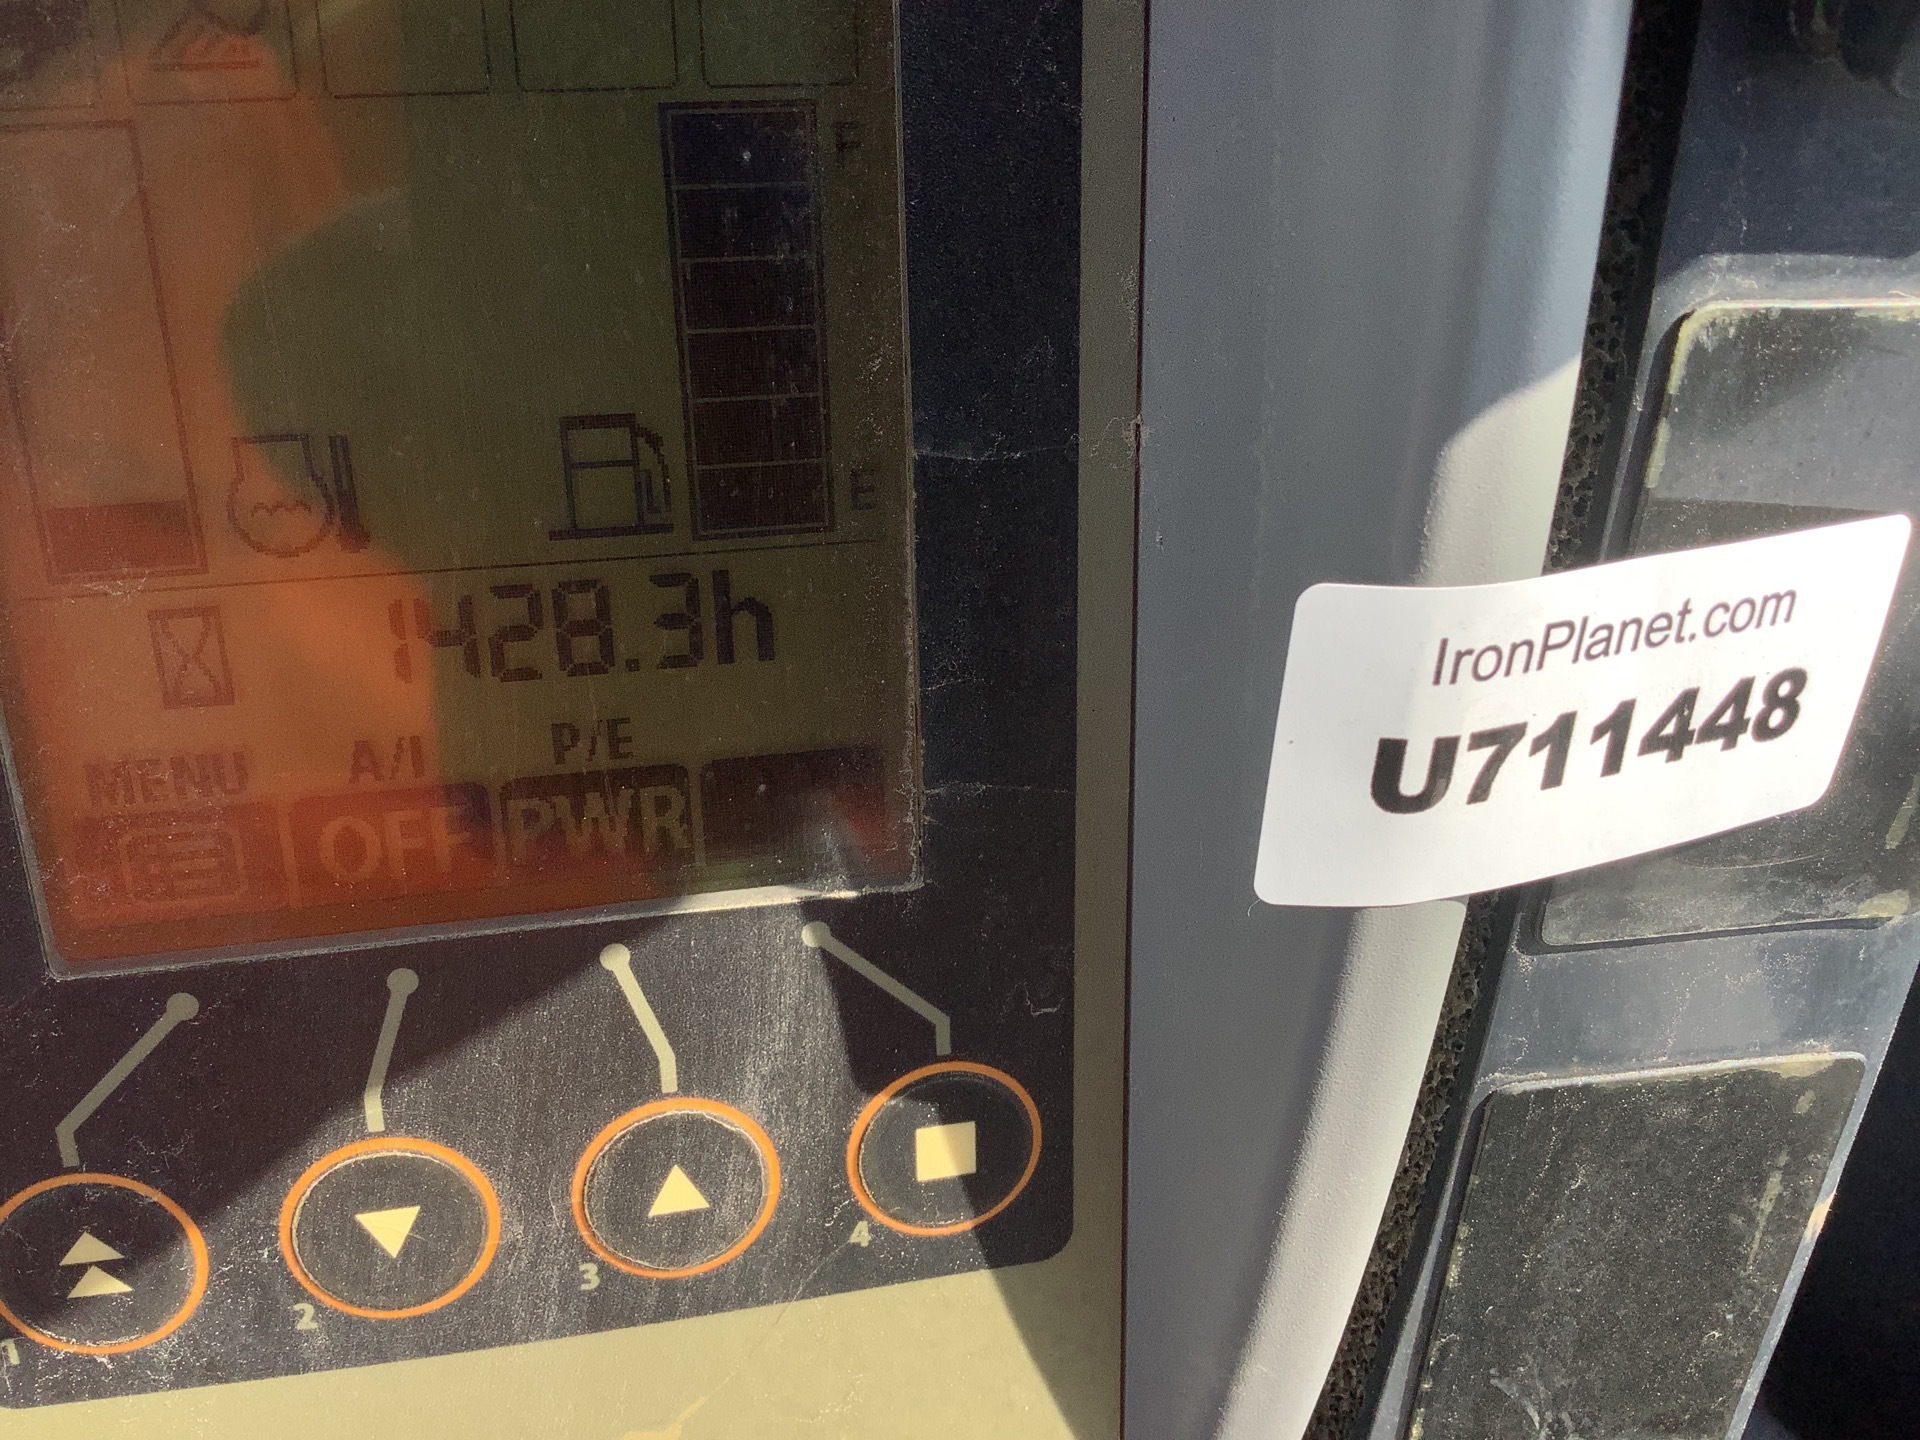 F
E
1428.3h
MENU
A/I
P/E
OFF
PWR
1
2
3
4
IronPlanet.com
U711448